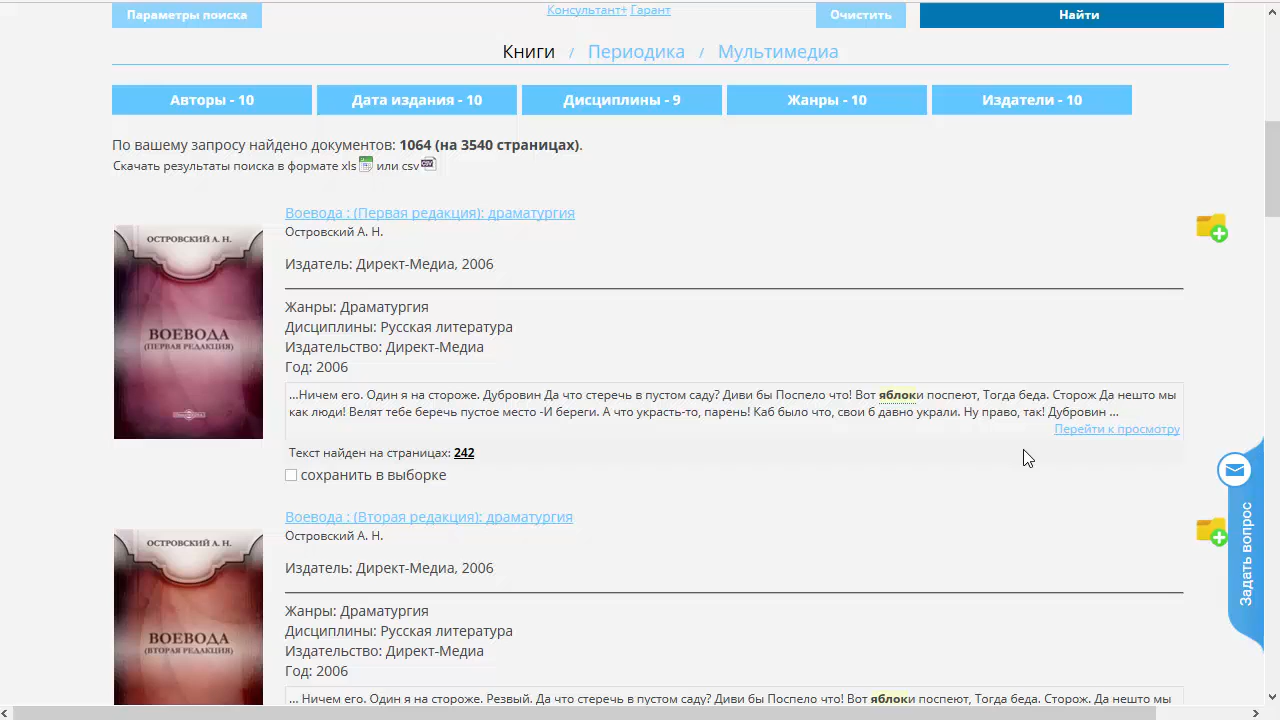 Параметры поиска
Консультант+ Гарант
Очистить
Найти
Книги / Периодика / Мультимедиа
Авторы - 10
Дата издания - 10
Дисциплины - 9
Жанры - 10
Издатели - 10
По вашему запросу найдено документов: 1064 (на 3540 страницах).
Скачать результаты поиска в формате xls или csv
Воевода : (Первая редакция): драматургия
Островский А. Н.
Издатель: Директ-Медиа, 2006
ОСТРОВСКИЙ А. Н.
ВОЕВОДА
(ПЕРВАЯ РЕДАКЦИЯ)
Жанры: Драматургия
Дисциплины: Русская литература
Издательство: Директ-Медиа
Год: 2006
...Ничем его. Один я на стороже. Дубровин Да что стеречь в пустом саду? Диви бы Поспело что! Вот яблоки поспеют, Тогда беда. Сторож Да нешто мы
как люди! Велят тебе беречь пустое место -И береги. А что украсть-то, парень! Каб было что, свои б давно украли. Ну право, так! Дубровин ...
Перейти к просмотру
Текст найден на страницах: 242
сохранить в выборке
Воевода : (Вторая редакция): драматургия
Островский А. Н.
Издатель: Директ-Медиа, 2006
ОСТРОВСКИЙ А. Н.
ВОЕВОДА
(ВТОРАЯ РЕДАКЦИЯ)
Жанры: Драматургия
Дисциплины: Русская литература
Издательство: Директ-Медиа
Год: 2006
...Ничем его. Один я на стороже. Резвый. Да что стеречь в пустом саду? Диви бы Поспело что! Вот яблоки поспеют, Тогда беда. Сторож. Да нешто мы
Задать вопрос